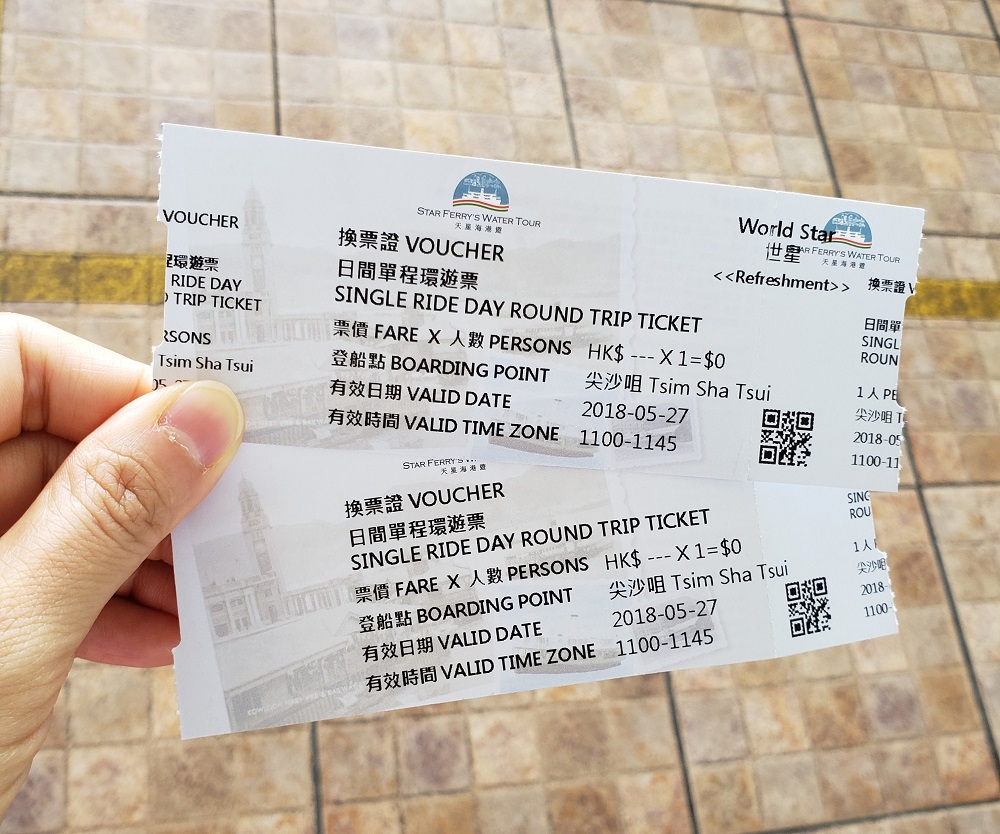 VOUCHER
環遊票
RIDE DAY
TRIP TICKET
RSONS
Tsim Sha Tsui
STAR FERRY'S WATER TOUR
天星海港遊
換票證 VOUCHER
日間單程環遊票
SINGLE RIDE DAY ROUND TRIP TICKET
票價 FARE X 人數 PERSONS HK$ --- X 1=$0
登船點 BOARDING POINT 尖沙咀 Tsim Sha Tsui
有效日期 VALID DATE 2018-05-27
有效時間 VALID TIME ZONE 1100-1145
World Star
世星
<<Refreshment>>
FERRY'S WATER TOUR
天星海港遊
換票證 V
日間單
SINGL
ROUN
1 人 PE
尖沙咀 T
2018-05
1100-11
STAR FERRY'S W
天星海港遊
換票證 VOUCHER
日間單程環遊票
SINGLE RIDE DAY ROUND TRIP TICKET
票價 FARE X 人數 PERSONS HK$ --- X 1=$0
登船點 BOARDING POINT 尖沙咀 Tsim Sha Tsui
有效日期 VALID DATE 2018-05-27
有效時間 VALID TIME ZONE 1100-1145
SING
ROU
1 人
尖沙咀
2018-
1100-